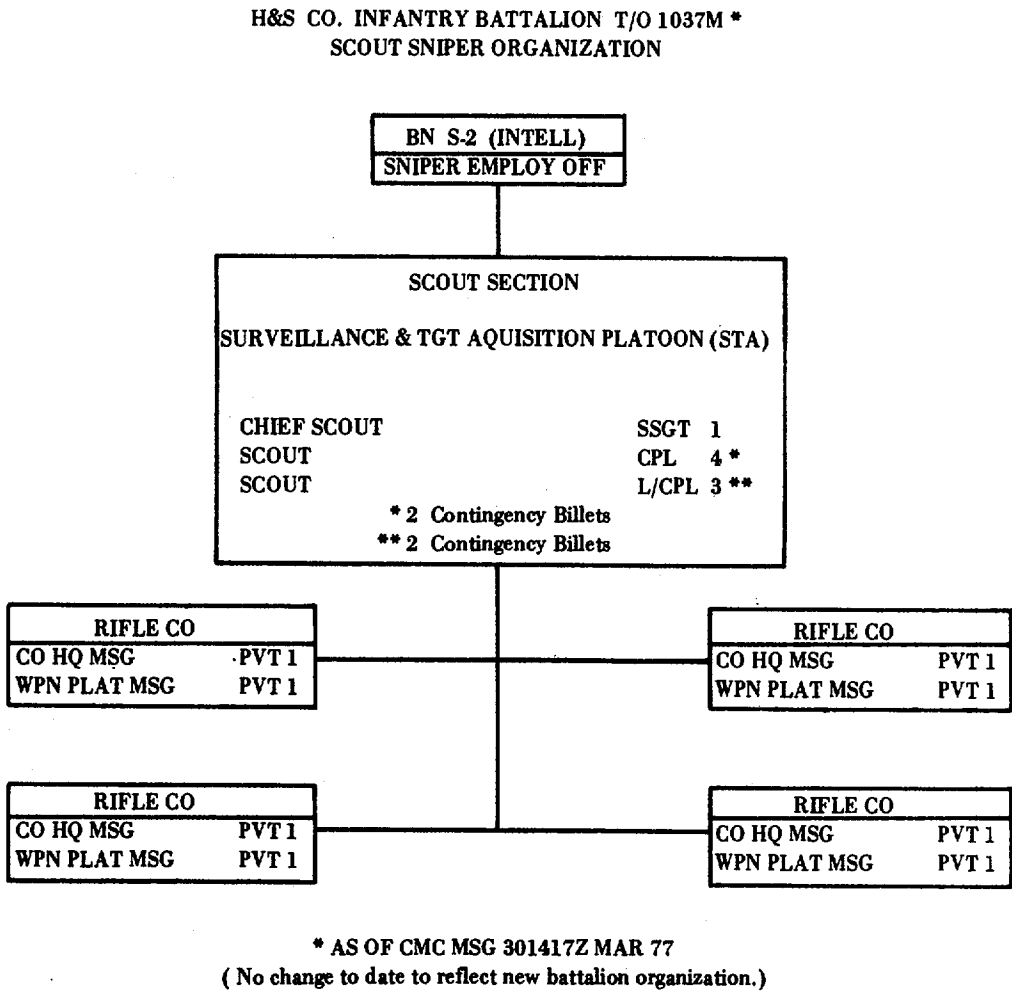 H&S CO. INFANTRY BATTALION T/O 1037M *
SCOUT SNIPER ORGANIZATION
BN S-2 (INTELL)
SNIPER EMPLOY OFF
SCOUT SECTION
SURVEILLANCE & TGT AQUISITION PLATOON (STA)
CHIEF SCOUT SSGT 1
SCOUT CPL 4 *
SCOUT L/CPL 3 **
* 2 Contingency Billets
** 2 Contingency Billets
RIFLE CO
CO HQ MSG PVT 1
WPN PLAT MSG PVT 1
RIFLE CO
CO HQ MSG PVT 1
WPN PLAT MSG PVT 1
RIFLE CO
CO HQ MSG PVT 1
WPN PLAT MSG PVT 1
RIFLE CO
CO HQ MSG PVT 1
WPN PLAT MSG PVT 1
* AS OF CMC MSG 301417Z MAR 77
( No change to date to reflect new battalion organization.)